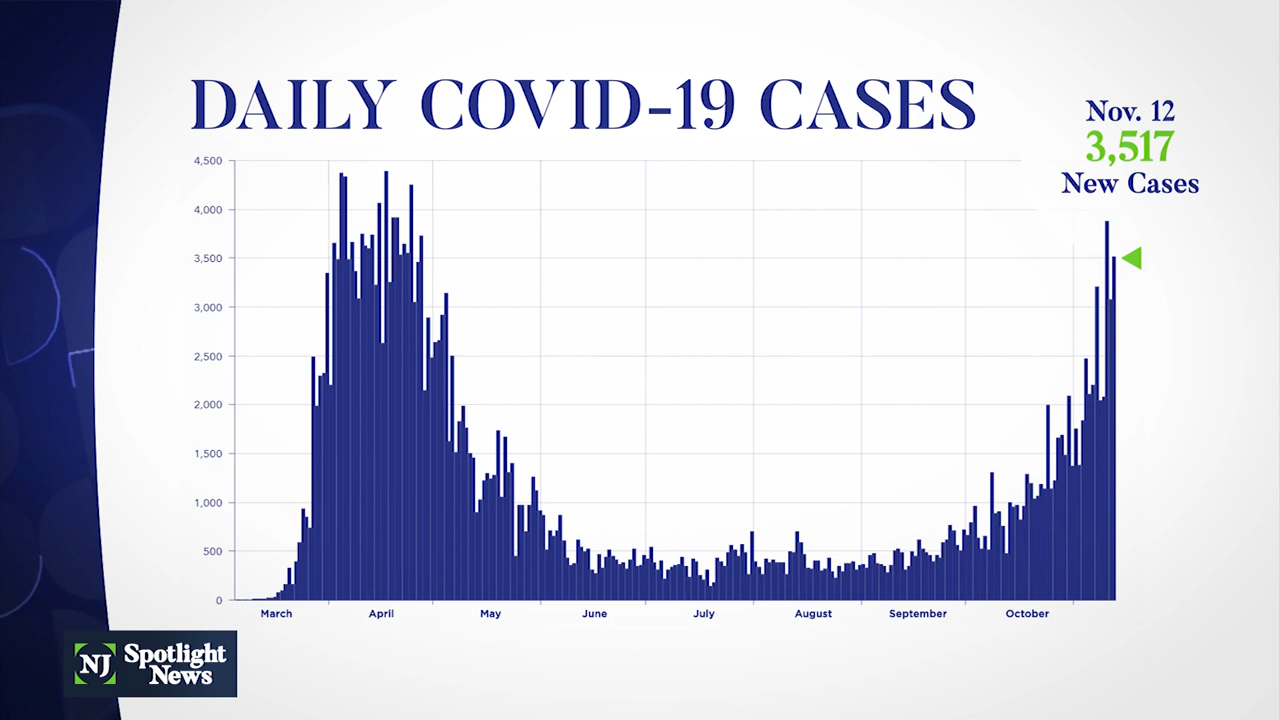 DAILY COVID-19 CASES
Nov. 12
3,517
New Cases
4,500
4,000
3,500
3,000
2,500
2,000
1,500
1,000
500
0
March April May June July August September October
NJ Spotlight
News